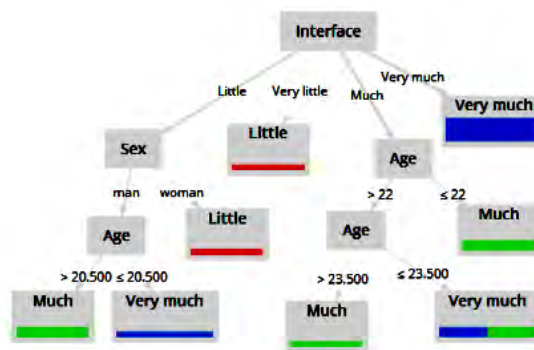 Interface
Little
Very little
Much
Very much
Very much
Little
Sex
Age
man
woman
> 22
≤ 22
Age
Little
Age
Much
> 20.500
≤ 20.500
> 23.500
≤ 23.500
Much
Very much
Much
Very much